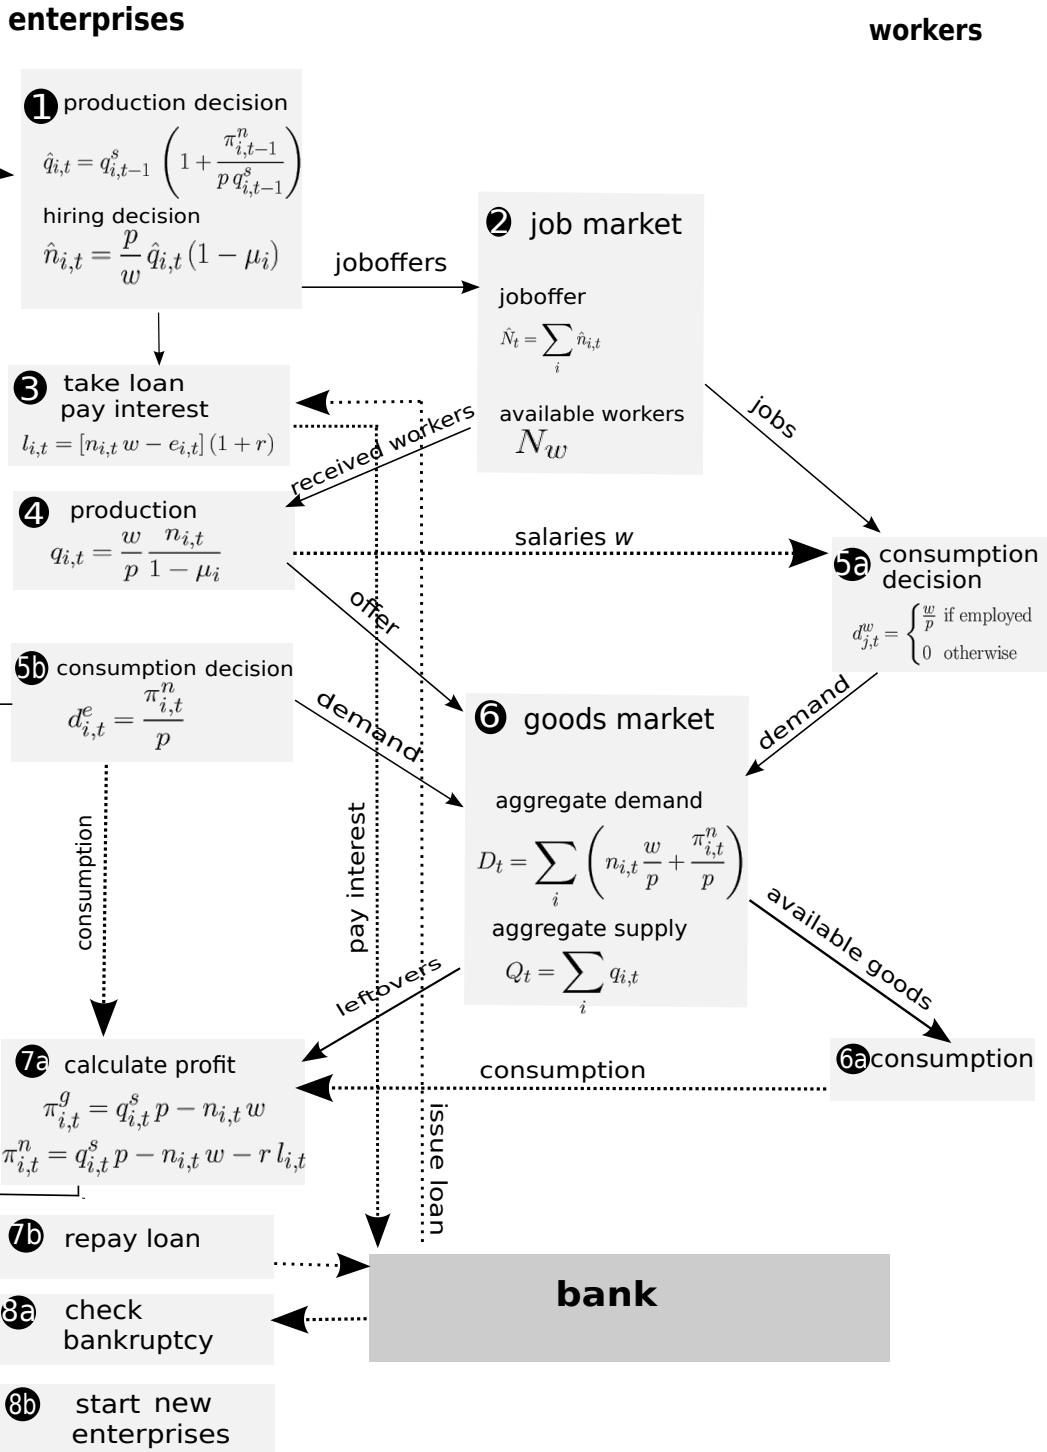 enterprises
workers
1 production decision
q̂_{i,t} = q^s_{i,t−1} (1 + π^n_{i,t−1} / (p q^s_{i,t−1}))
hiring decision
n̂_{i,t} = p/w q̂_{i,t} (1 − μ_i)
joboffers
2 job market
joboffer
N̂_t = ∑_i n̂_{i,t}
available workers
N_w
3 take loan
pay interest
l_{i,t} = [n_{i,t} w − e_{i,t}] (1 + r)
received workers
jobs
4 production
q_{i,t} = w/p n_{i,t}/(1 − μ_i)
salaries w
offer
5a consumption
decision
d^w_{j,t} = { w/p if employed
0 otherwise
5b consumption decision
d^e_{i,t} = π^n_{i,t} / p
demand
demand
6 goods market
aggregate demand
D_t = ∑_i (n_{i,t} w/p + π^n_{i,t}/p)
aggregate supply
Q_t = ∑_i q_{i,t}
consumption
pay interest
leftovers
available goods
7a calculate profit
π^g_{i,t} = q^s_{i,t} p − n_{i,t} w
π^n_{i,t} = q^s_{i,t} p − n_{i,t} w − r l_{i,t}
consumption
6a consumption
issue loan
7b repay loan
bank
8a check
bankruptcy
8b start new
enterprises